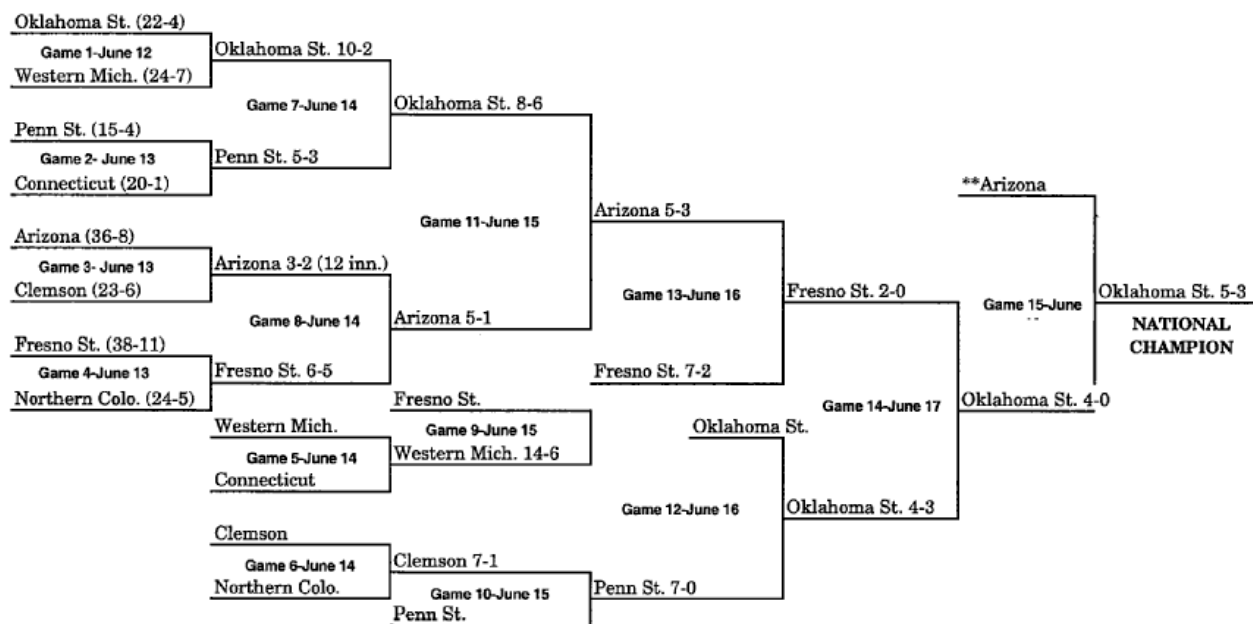 Oklahoma St. (22-4)
Game 1-June 12
Western Mich. (24-7)
Oklahoma St. 10-2
Game 7-June 14
Penn St. (15-4)
Game 2- June 13
Connecticut (20-1)
Penn St. 5-3
Oklahoma St. 8-6
Game 11-June 15
Arizona (36-8)
Game 3- June 13
Clemson (23-6)
Arizona 3-2 (12 inn.)
Game 8-June 14
Fresno St. (38-11)
Game 4-June 13
Northern Colo. (24-5)
Fresno St. 6-5
Arizona 5-1
Arizona 5-3
Game 13-June 16
Fresno St. 7-2
Fresno St. 2-0
Western Mich.
Game 5-June 14
Connecticut
Fresno St.
Game 9-June 15
Western Mich. 14-6
Clemson
Game 6-June 14
Northern Colo.
Clemson 7-1
Game 10-June 15
Penn St.
Oklahoma St.
Game 12-June 16
Penn St. 7-0
Oklahoma St. 4-3
Game 14-June 17
**Arizona
Game 15-June
Oklahoma St. 4-0
Oklahoma St. 5-3
NATIONAL
CHAMPION